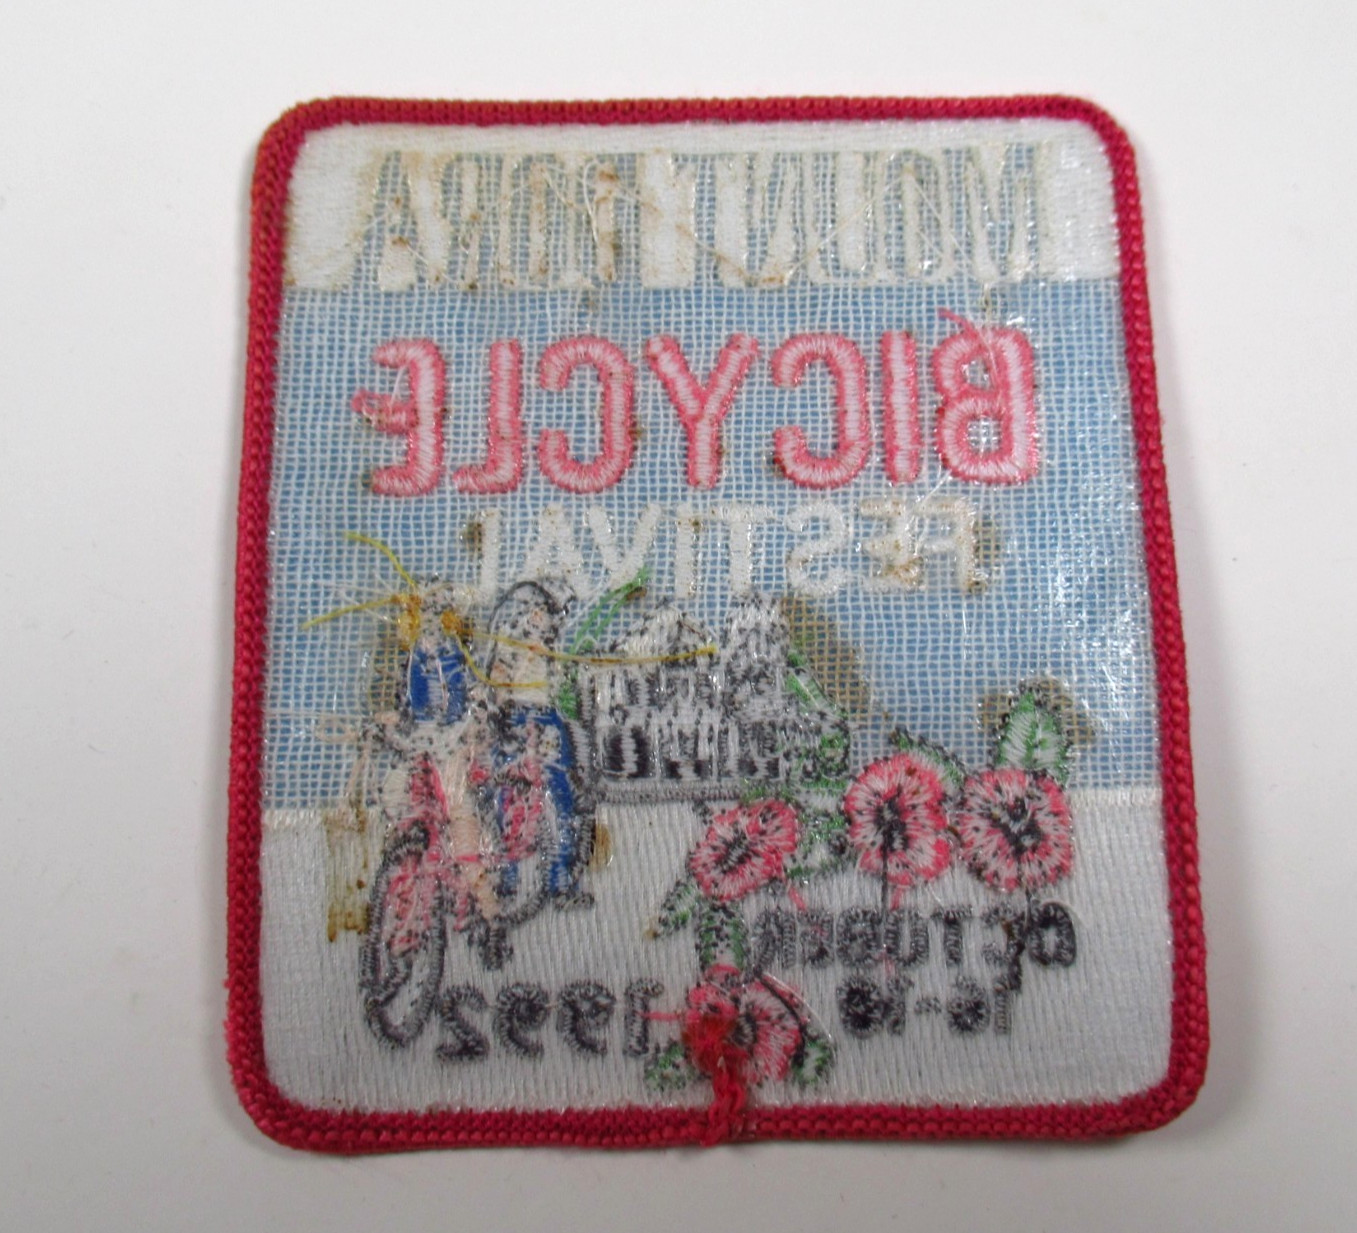 MOUNT DORA
BICYCLE
FESTIVAL
OCTOBER
16-18
1992